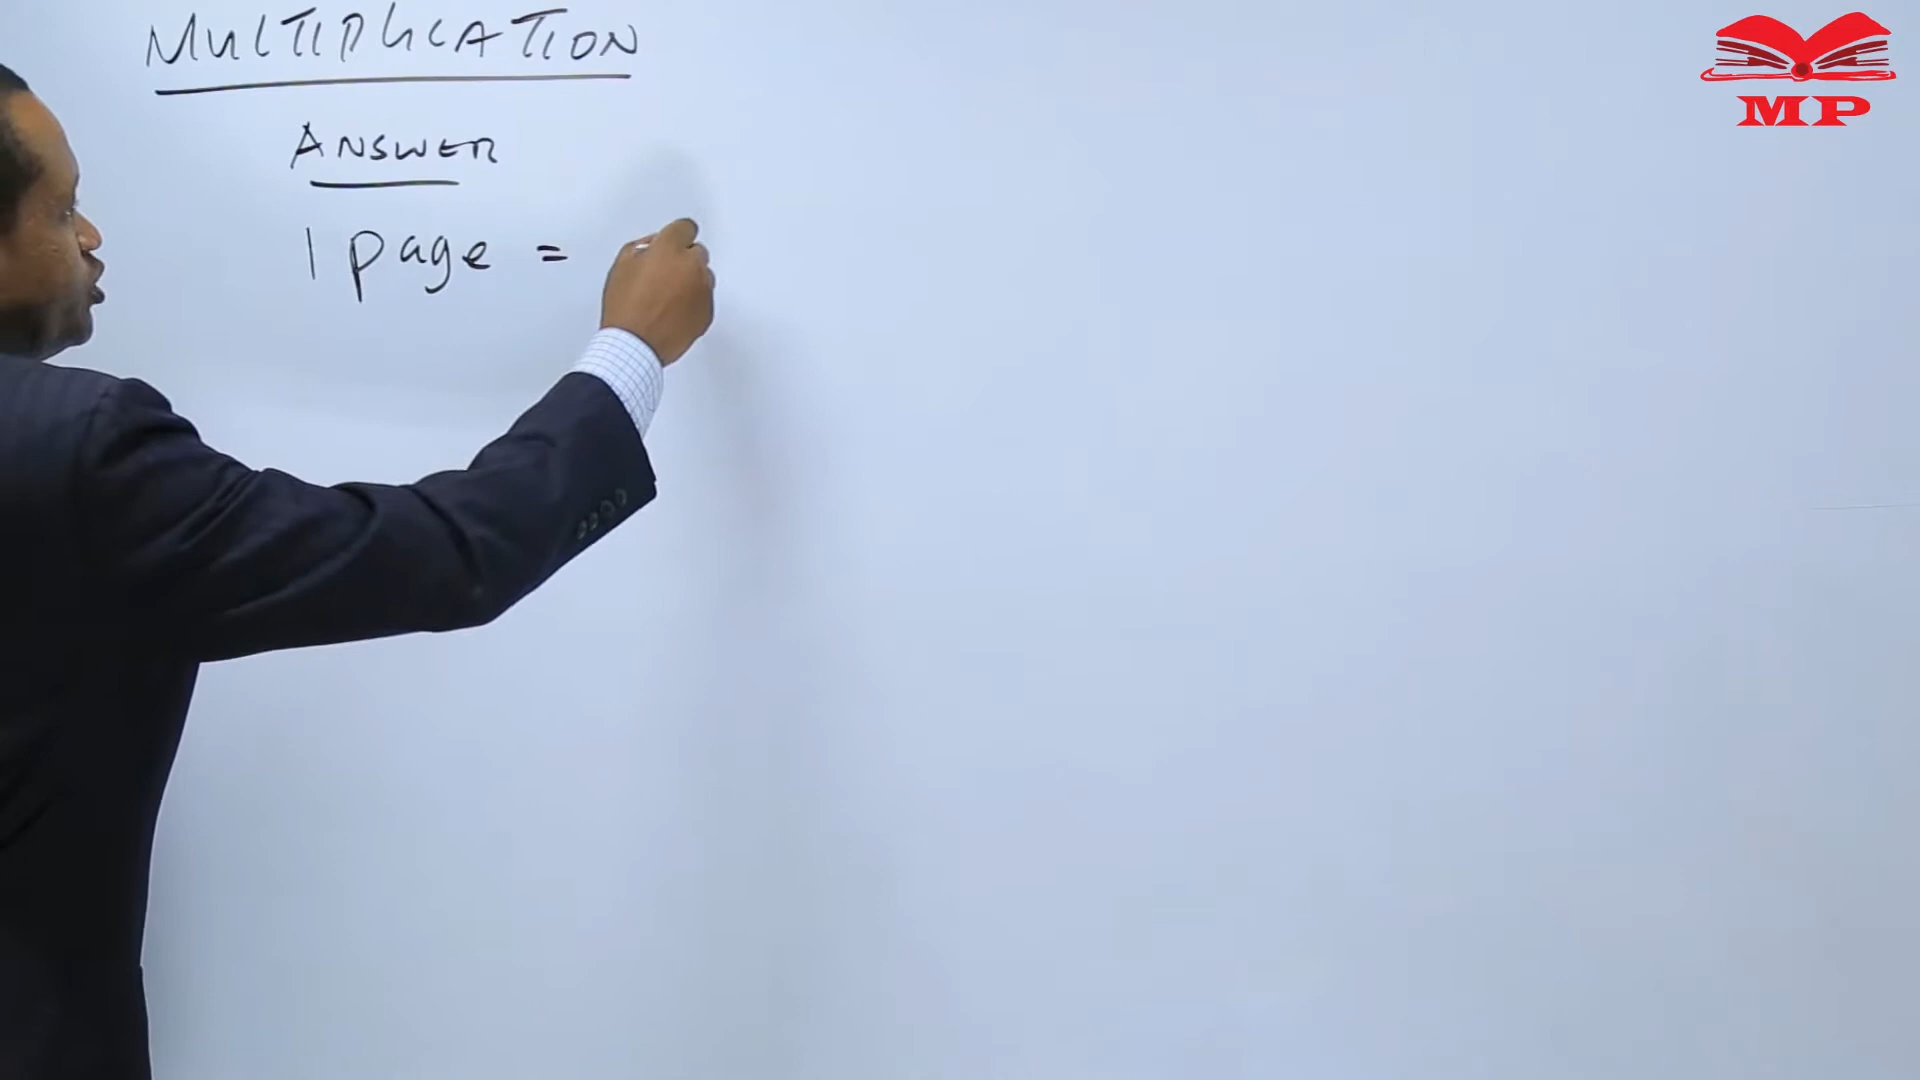 MULTIPLICATION
ANSWER
1 page =
MP